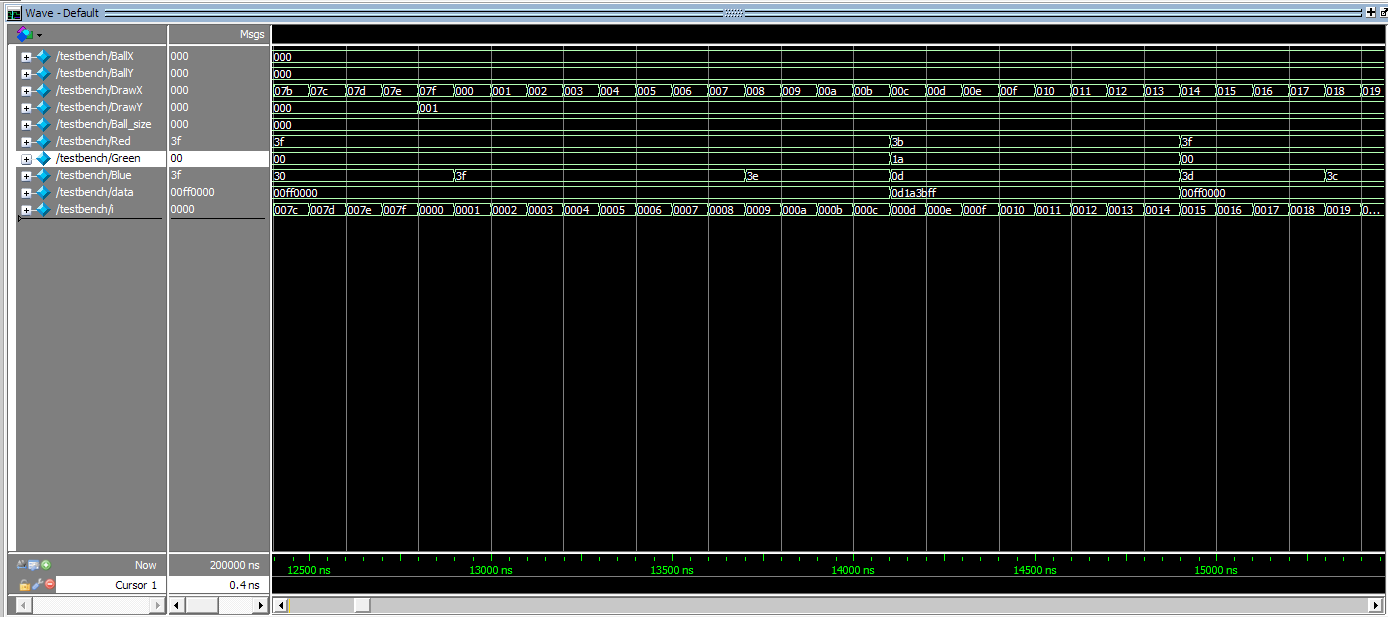 Wave - Default
Msgs
/testbench/BallX 000 000
/testbench/BallY 000 000
/testbench/DrawX 000 07b 07c 07d 07e 07f 000 001 002 003 004 005 006 007 008 009 00a 00b 00c 00d 00e 00f 010 011 012 013 014 015 016 017 018 019
/testbench/DrawY 000 000 001
/testbench/Ball_size 000 000
/testbench/Red 3f 3f 3b 3f
/testbench/Green 00 00 1a 00
/testbench/Blue 3f 30 3f 3e 0d 3d 3c
/testbench/data 00ff0000 00ff0000 0d1a3bff 00ff0000
/testbench/i 0000 007c 007d 007e 007f 0000 0001 0002 0003 0004 0005 0006 0007 0008 0009 000a 000b 000c 000d 000e 000f 0010 0011 0012 0013 0014 0015 0016 0017 0018 0019 0...
Now 200000 ns 12500 ns 13000 ns 13500 ns 14000 ns 14500 ns 15000 ns
Cursor 1 0.4 ns